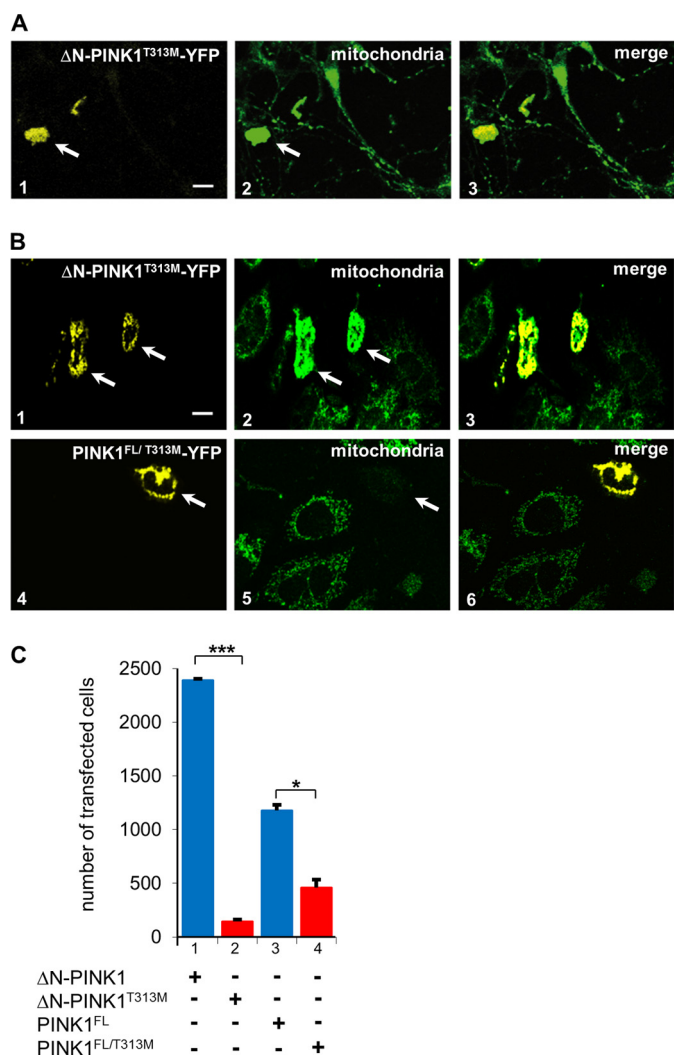 A
ΔN-PINK1ᵀ³¹³ᴹ-YFP
mitochondria
merge
1
2
3
B
ΔN-PINK1ᵀ³¹³ᴹ-YFP
mitochondria
merge
1
2
3
PINK1ᶠᴸ/ ᵀ³¹³ᴹ-YFP
mitochondria
merge
4
5
6
C
***
*
number of transfected cells
2500
2000
1500
1000
500
0
1 2 3 4
ΔN-PINK1 + - - -
ΔN-PINK1ᵀ³¹³ᴹ - + - -
PINK1ᶠᴸ - - + -
PINK1ᶠᴸ/ᵀ³¹³ᴹ - - - +